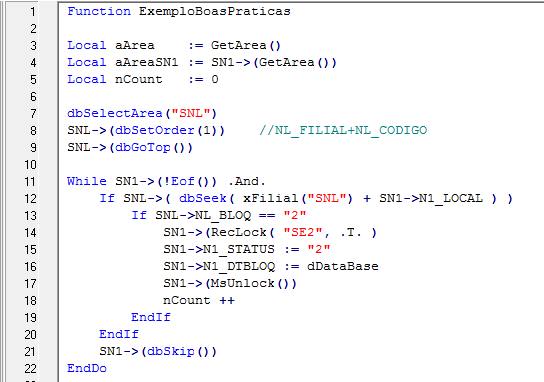 1 Function ExemploBoasPraticas
2
3 Local aArea    := GetArea()
4 Local aAreaSN1 := SN1->(GetArea())
5 Local nCount   := 0
6
7 dbSelectArea("SNL")
8 SNL->(dbSetOrder(1))    //NL_FILIAL+NL_CODIGO
9 SNL->(dbGoTop())
10
11 While SN1->(!Eof()) .And.
12     If SNL->( dbSeek( xFilial("SNL") + SN1->N1_LOCAL ) )
13         If SNL->NL_BLOQ == "2"
14             SN1->(RecLock( "SE2", .T. )
15             SN1->N1_STATUS := "2"
16             SN1->N1_DTBLOQ := dDataBase
17             SN1->(MsUnlock())
18             nCount ++
19         EndIf
20     EndIf
21     SN1->(dbSkip())
22 EndDo